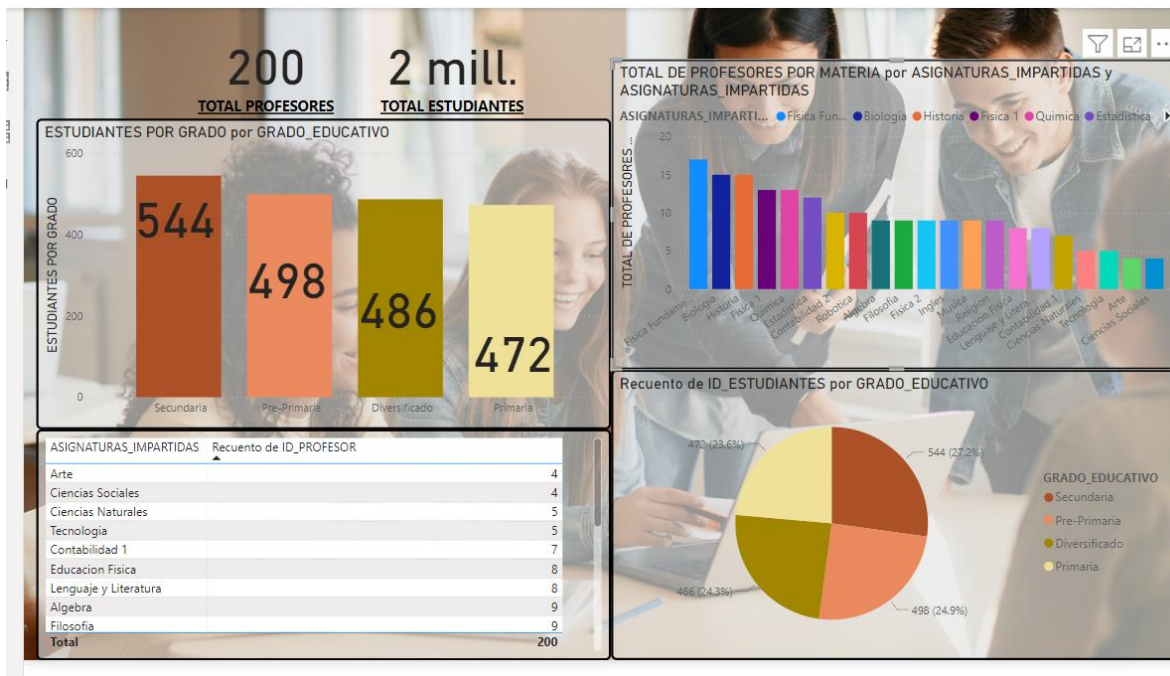 200
TOTAL PROFESORES
2 mill.
TOTAL ESTUDIANTES
ESTUDIANTES POR GRADO por GRADO_EDUCATIVO
ESTUDIANTES POR GRADO
600
400
200
0
544
498
486
472
Secundaria
Pre-Primaria
Diversificado
Primaria
ASIGNATURAS_IMPARTIDAS Recuento de ID_PROFESOR
Arte 4
Ciencias Sociales 4
Ciencias Naturales 5
Tecnologia 5
Contabilidad 1 7
Educacion Fisica 8
Lenguaje y Literatura 8
Algebra 9
Filosofia 9
Total 200
TOTAL DE PROFESORES POR MATERIA por ASIGNATURAS_IMPARTIDAS y
ASIGNATURAS_IMPARTIDAS
ASIGNATURAS_IMPARTI... Fisica Fun... Biologia Historia Fisica 1 Quimica Estadistica
TOTAL DE PROFESORES ...
20
15
10
5
0
Fisica Fundame...
Biologia
Historia
Fisica 1
Quimica
Estadistica
Contabilidad 2
Robotica
Algebra
Filosofia
Fisica 2
Ingles
Musica
Religion
Educacion Fisica
Lenguaje y Litera...
Contabilidad 1
Ciencias Naturales
Tecnologia
Arte
Ciencias Sociales
Recuento de ID_ESTUDIANTES por GRADO_EDUCATIVO
472 (23.6%)
544 (27.2%)
486 (24.3%)
498 (24.9%)
GRADO_EDUCATIVO
Secundaria
Pre-Primaria
Diversificado
Primaria